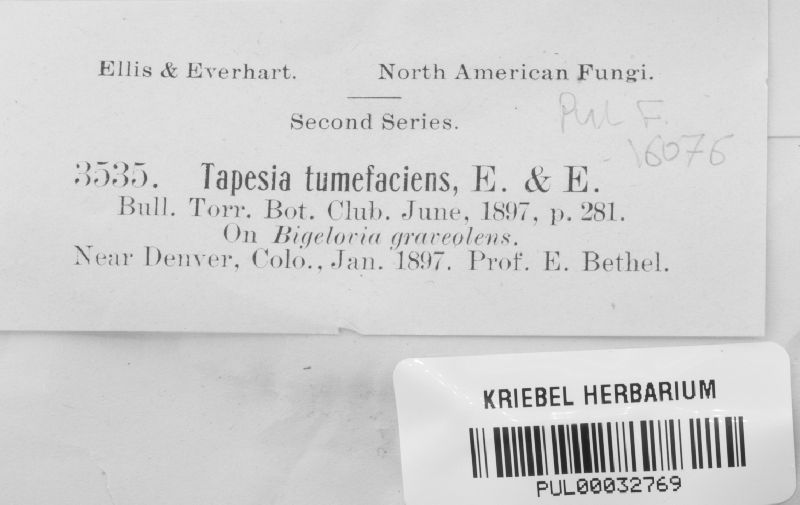 Ellis & Everhart. North American Fungi.
Second Series.
Pul F.
16076
3535. Tapesia tumefaciens, E. & E.
Bull. Torr. Bot. Club. June, 1897, p. 281.
On Bigelovia graveolens.
Near Denver, Colo., Jan. 1897. Prof. E. Bethel.
KRIEBEL HERBARIUM
PUL00032769